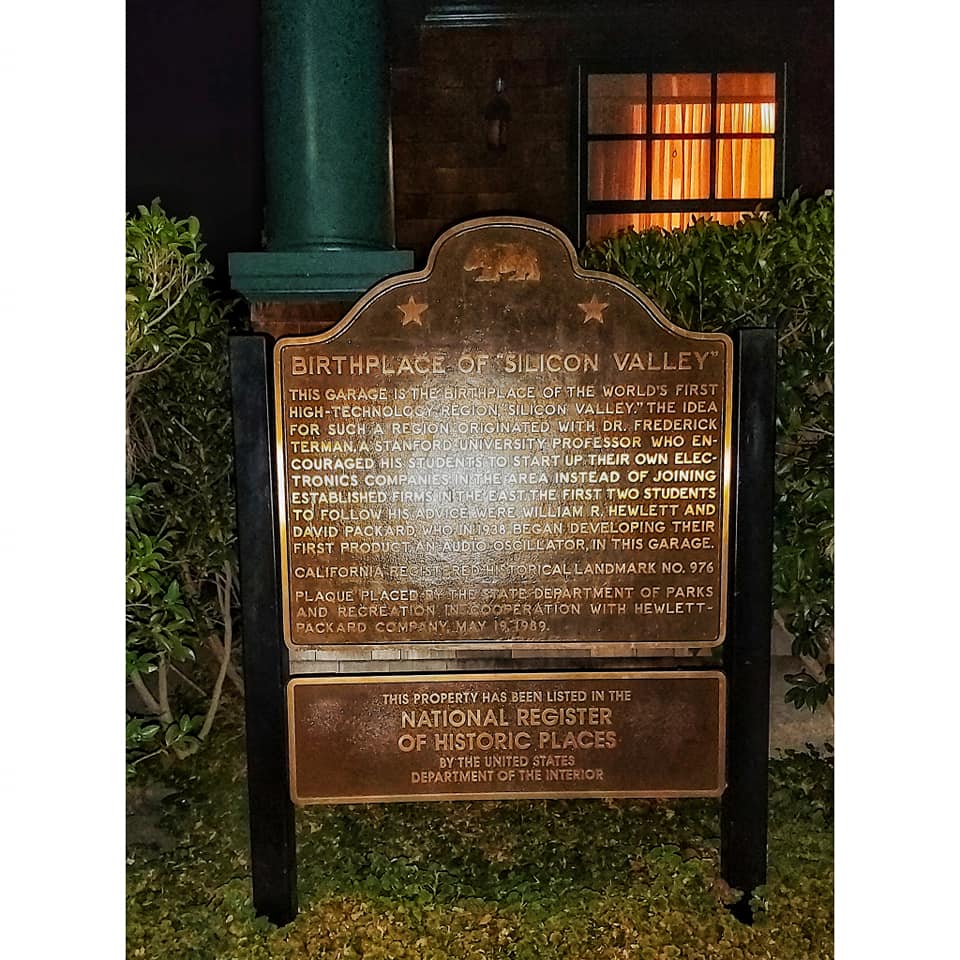 BIRTHPLACE OF "SILICON VALLEY"
THIS GARAGE IS THE BIRTHPLACE OF THE WORLD'S FIRST
HIGH-TECHNOLOGY REGION, "SILICON VALLEY." THE IDEA
FOR SUCH A REGION ORIGINATED WITH DR. FREDERICK
TERMAN, A STANFORD UNIVERSITY PROFESSOR WHO EN-
COURAGED HIS STUDENTS TO START UP THEIR OWN ELEC-
TRONICS COMPANIES IN THE AREA INSTEAD OF JOINING
ESTABLISHED FIRMS IN THE EAST. THE FIRST TWO STUDENTS
TO FOLLOW HIS ADVICE WERE WILLIAM R. HEWLETT AND
DAVID PACKARD, WHO IN 1938 BEGAN DEVELOPING THEIR
FIRST PRODUCT, AN AUDIO OSCILLATOR, IN THIS GARAGE.
CALIFORNIA REGISTERED HISTORICAL LANDMARK NO. 976
PLAQUE PLACED BY THE STATE DEPARTMENT OF PARKS
AND RECREATION IN COOPERATION WITH HEWLETT-
PACKARD COMPANY, MAY 19, 1989.
THIS PROPERTY HAS BEEN LISTED IN THE
NATIONAL REGISTER
OF HISTORIC PLACES
BY THE UNITED STATES
DEPARTMENT OF THE INTERIOR